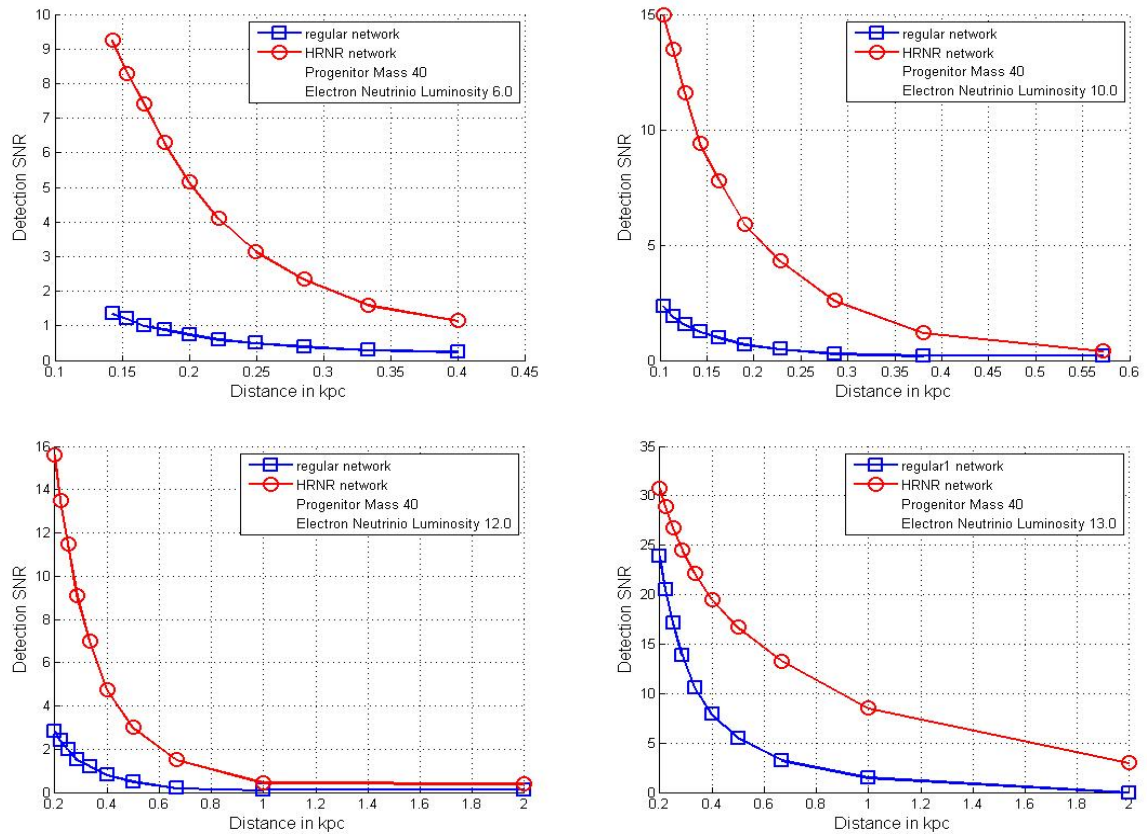 10
9
8
7
6
5
4
3
2
1
0
Detection SNR
regular network
HRNR network
Progenitor Mass 40
Electron Neutrinio Luminosity 6.0
0.1 0.15 0.2 0.25 0.3 0.35 0.4 0.45
Distance in kpc
15
10
5
0
Detection SNR
regular network
HRNR network
Progenitor Mass 40
Electron Neutrinio Luminosity 10.0
0.1 0.15 0.2 0.25 0.3 0.35 0.4 0.45 0.5 0.55 0.6
Distance in kpc
16
14
12
10
8
6
4
2
0
Detection SNR
regular network
HRNR network
Progenitor Mass 40
Electron Neutrinio Luminosity 12.0
0.2 0.4 0.6 0.8 1 1.2 1.4 1.6 1.8 2
Distance in kpc
35
30
25
20
15
10
5
0
Detection SNR
regular1 network
HRNR network
Progenitor Mass 40
Electron Neutrinio Luminosity 13.0
0.2 0.4 0.6 0.8 1 1.2 1.4 1.6 1.8 2
Distance in kpc